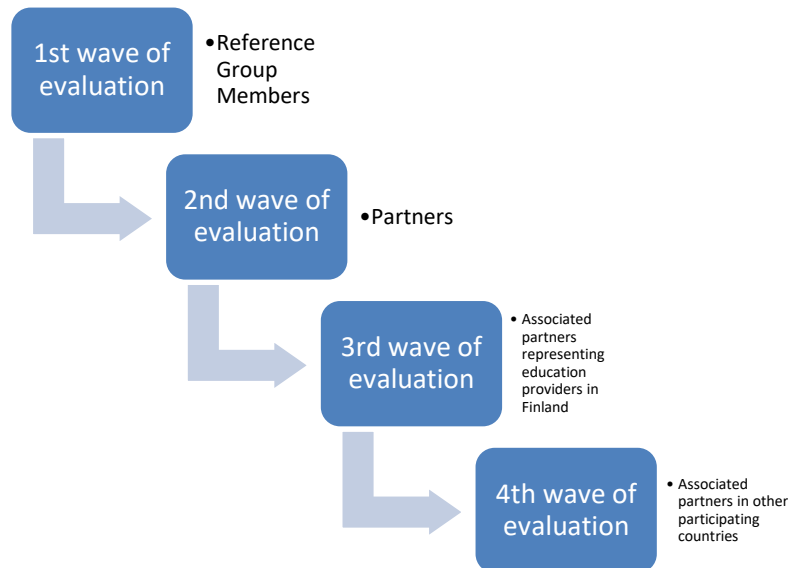 1st wave of
evaluation
•Reference
Group
Members
2nd wave of
evaluation
•Partners
3rd wave of
evaluation
• Associated
partners
representing
education
providers in
Finland
4th wave of
evaluation
• Associated
partners in other
participating
countries